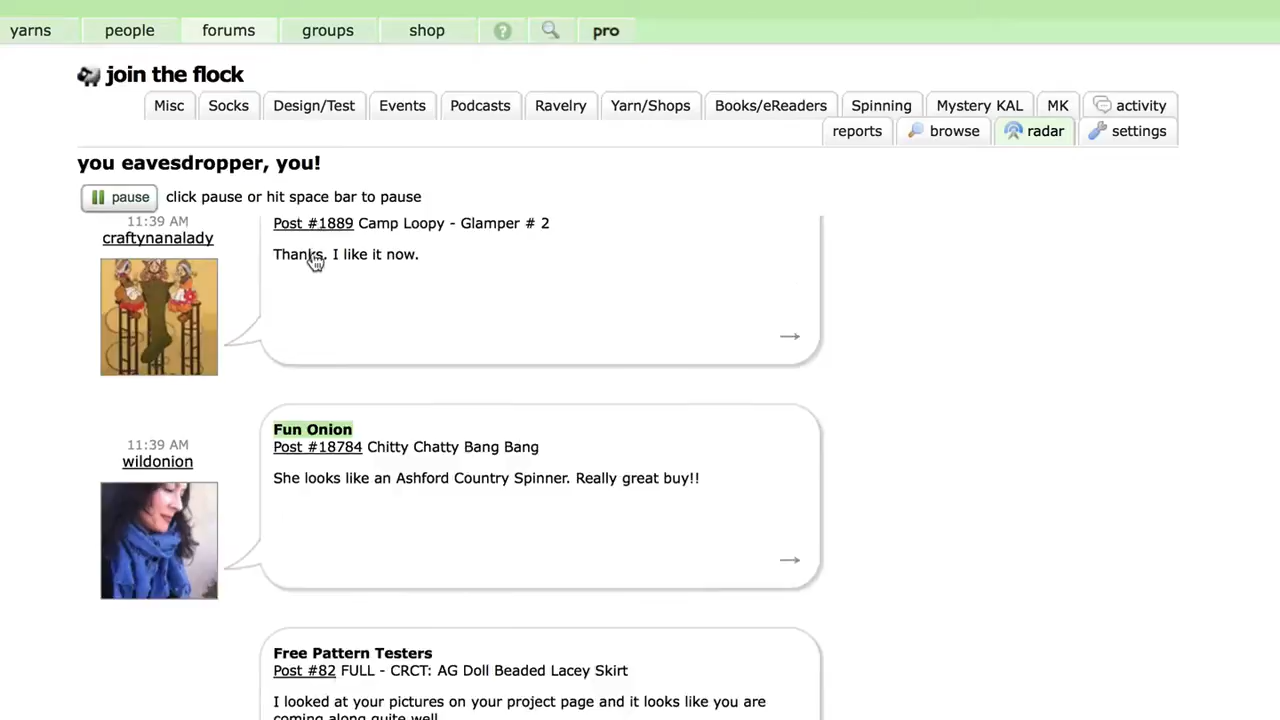 yarns people forums groups shop ? pro
join the flock
Misc Socks Design/Test Events Podcasts Ravelry Yarn/Shops Books/eReaders Spinning Mystery KAL MK activity
reports browse radar settings
you eavesdropper, you!
pause click pause or hit space bar to pause
11:39 AM
craftynanalady
Post #1889 Camp Loopy - Glamper # 2
Thanks. I like it now.
→
11:39 AM
wildonion
Fun Onion
Post #18784 Chitty Chatty Bang Bang
She looks like an Ashford Country Spinner. Really great buy!!
→
Free Pattern Testers
Post #82 FULL - CRCT: AG Doll Beaded Lacey Skirt
I looked at your pictures on your project page and it looks like you are
coming along quite well